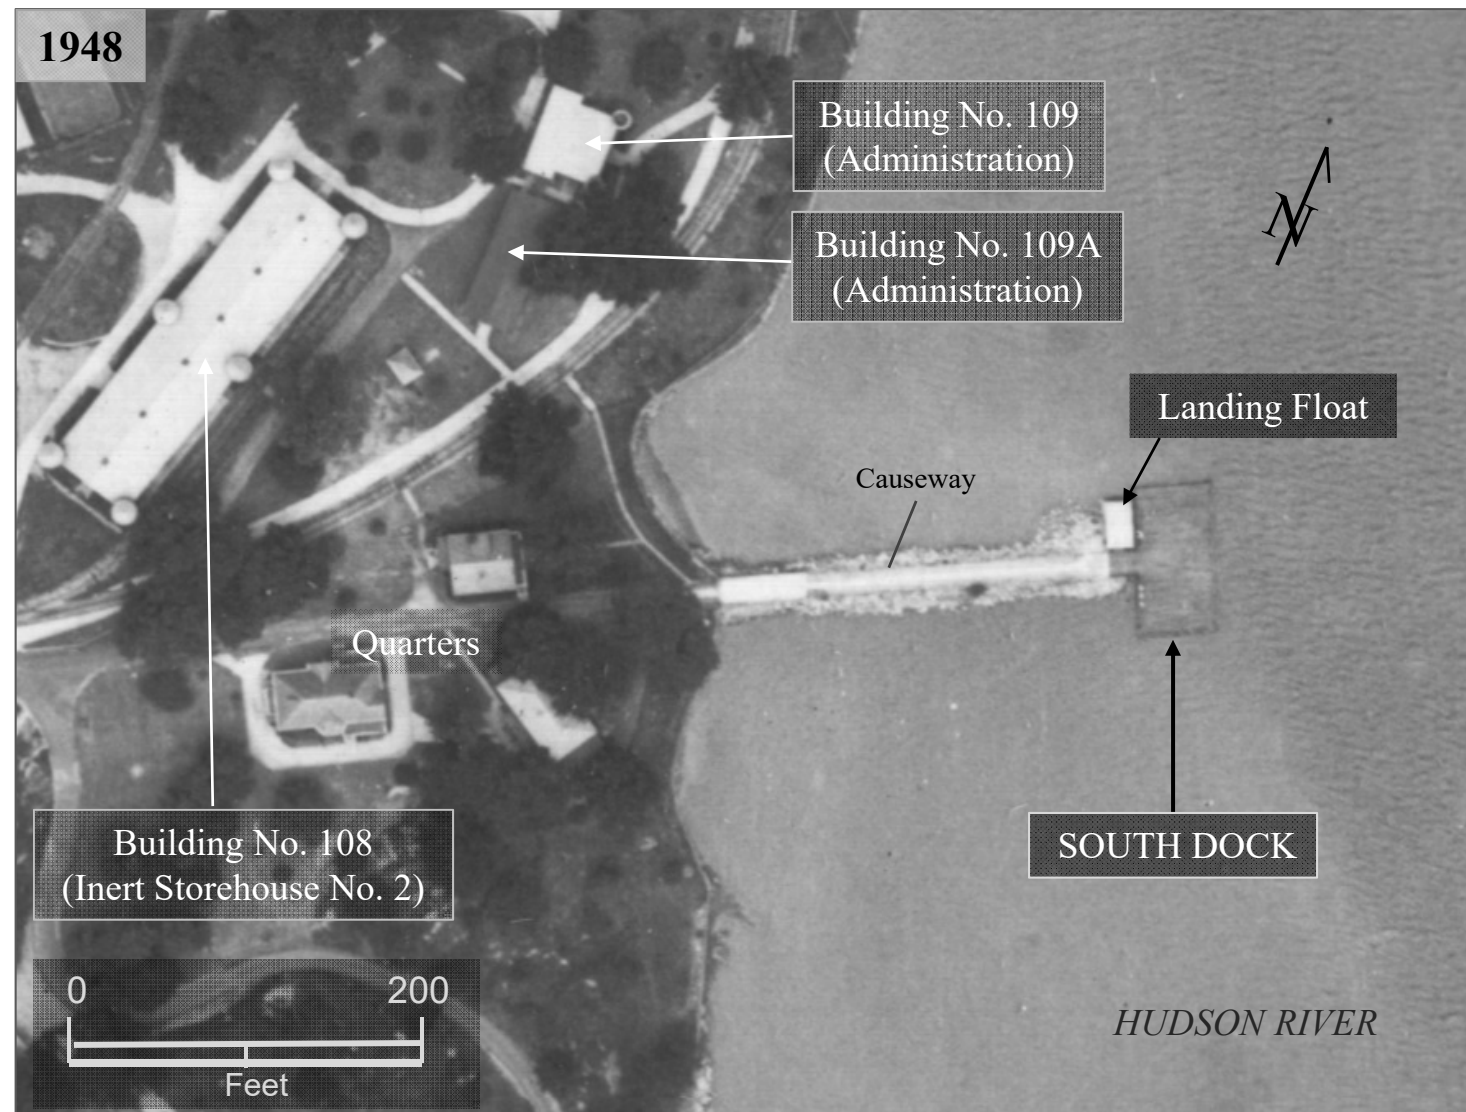 1948
Building No. 109
(Administration)
N
Building No. 109A
(Administration)
Landing Float
Causeway
Quarters
Building No. 108
(Inert Storehouse No. 2)
SOUTH DOCK
0 200
Feet
HUDSON RIVER